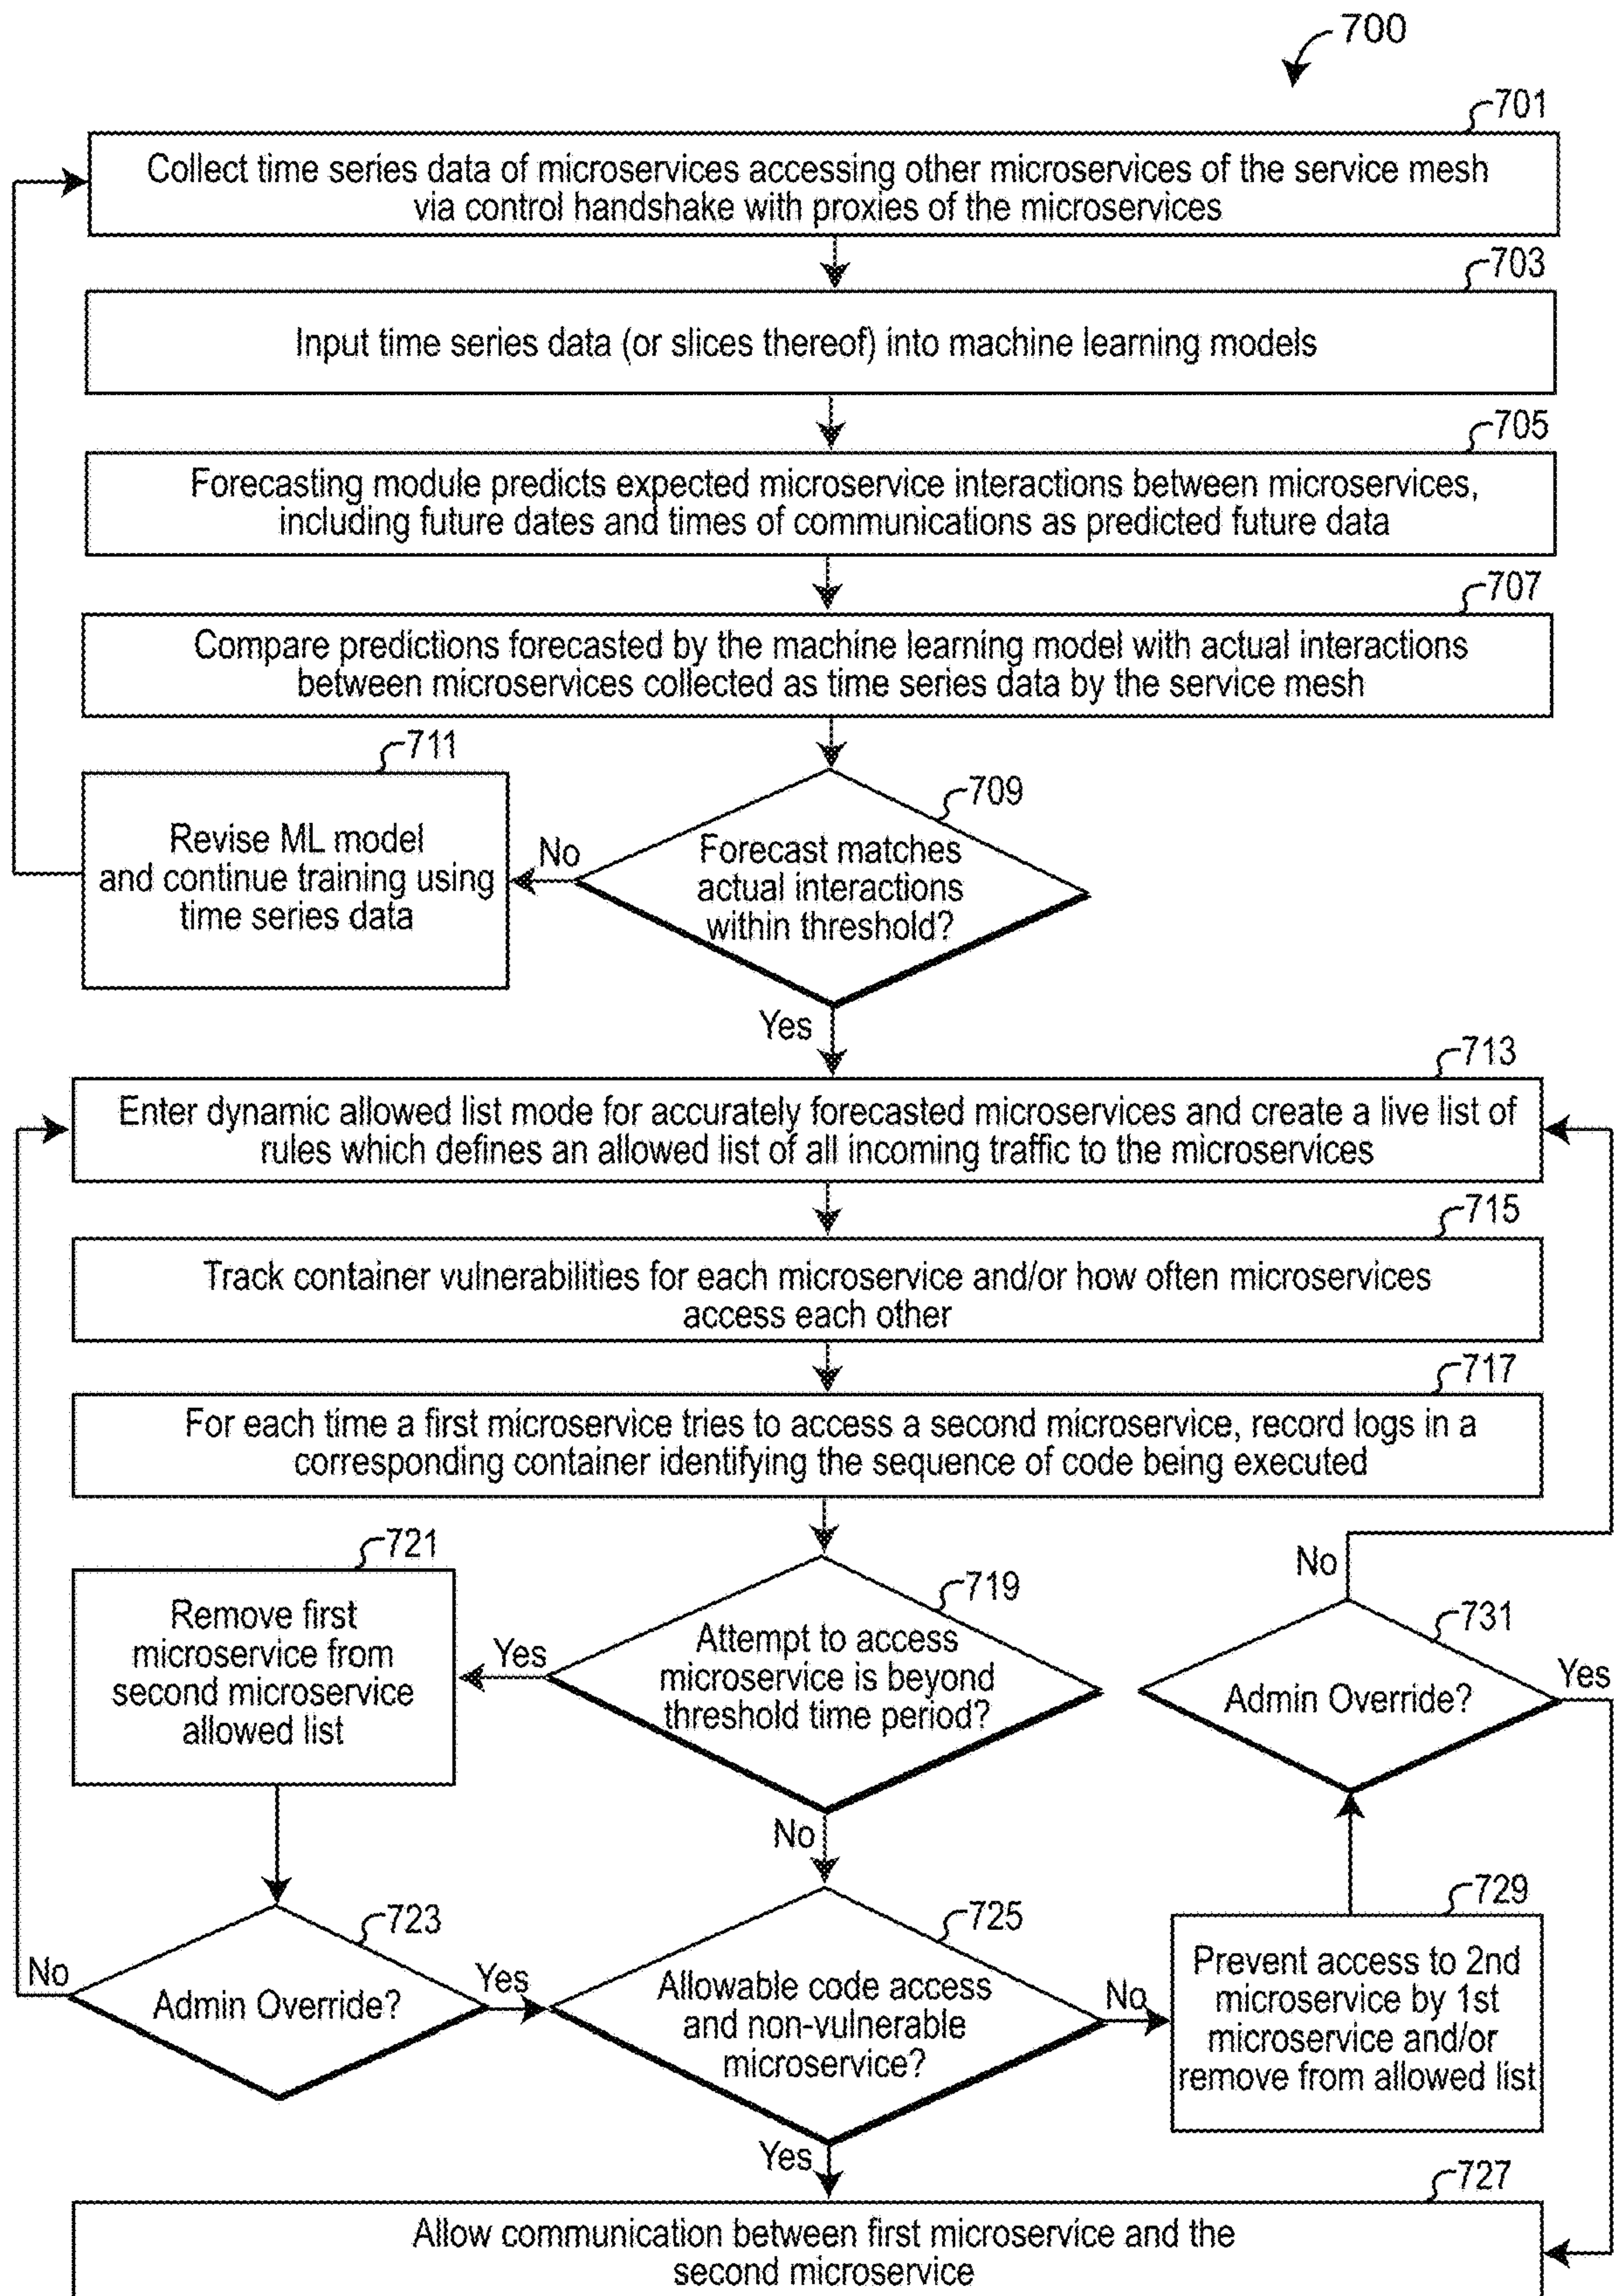 700
701
Collect time series data of microservices accessing other microservices of the service mesh
via control handshake with proxies of the microservices
703
Input time series data (or slices thereof) into machine learning models
705
Forecasting module predicts expected microservice interactions between microservices,
including future dates and times of communications as predicted future data
707
Compare predictions forecasted by the machine learning model with actual interactions
between microservices collected as time series data by the service mesh
711
Revise ML model
and continue training using
time series data
No
709
Forecast matches
actual interactions
within threshold?
Yes
713
Enter dynamic allowed list mode for accurately forecasted microservices and create a live list of
rules which defines an allowed list of all incoming traffic to the microservices
715
Track container vulnerabilities for each microservice and/or how often microservices
access each other
717
For each time a first microservice tries to access a second microservice, record logs in a
corresponding container identifying the sequence of code being executed
721
Remove first
microservice from
second microservice
allowed list
Yes
719
Attempt to access
microservice is beyond
threshold time period?
No
No
731
Admin Override?
Yes
723
No
Admin Override?
Yes
725
Allowable code access
and non-vulnerable
microservice?
No
Yes
729
Prevent access to 2nd
microservice by 1st
microservice and/or
remove from allowed list
727
Allow communication between first microservice and the
second microservice